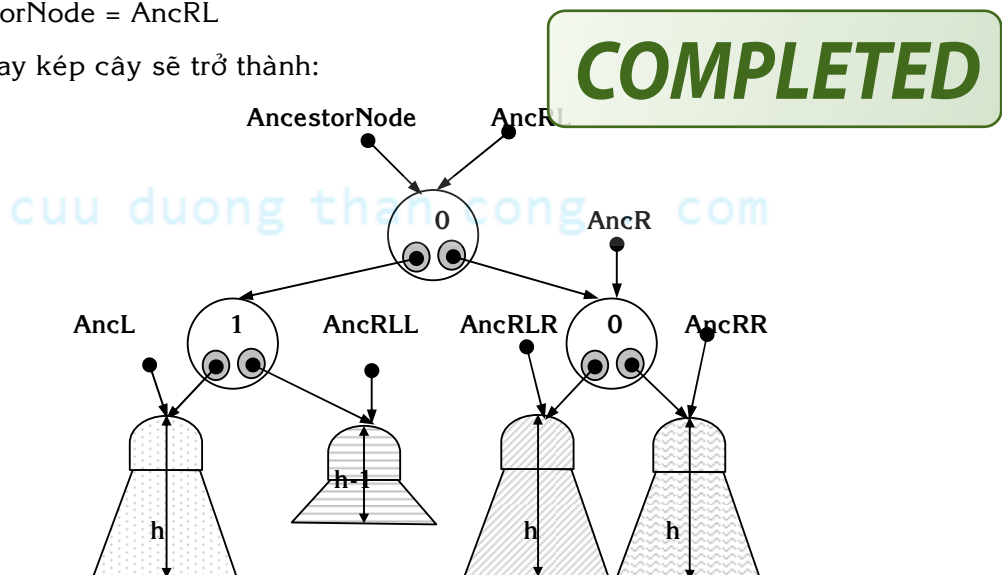 orNode = AncRL
ay kép cây sẽ trở thành:
COMPLETED
AncestorNode AncRL
cuu duong than cong . com
0
AncR
AncL 1 AncRLL AncRLR 0 AncRR
h-1
h h h